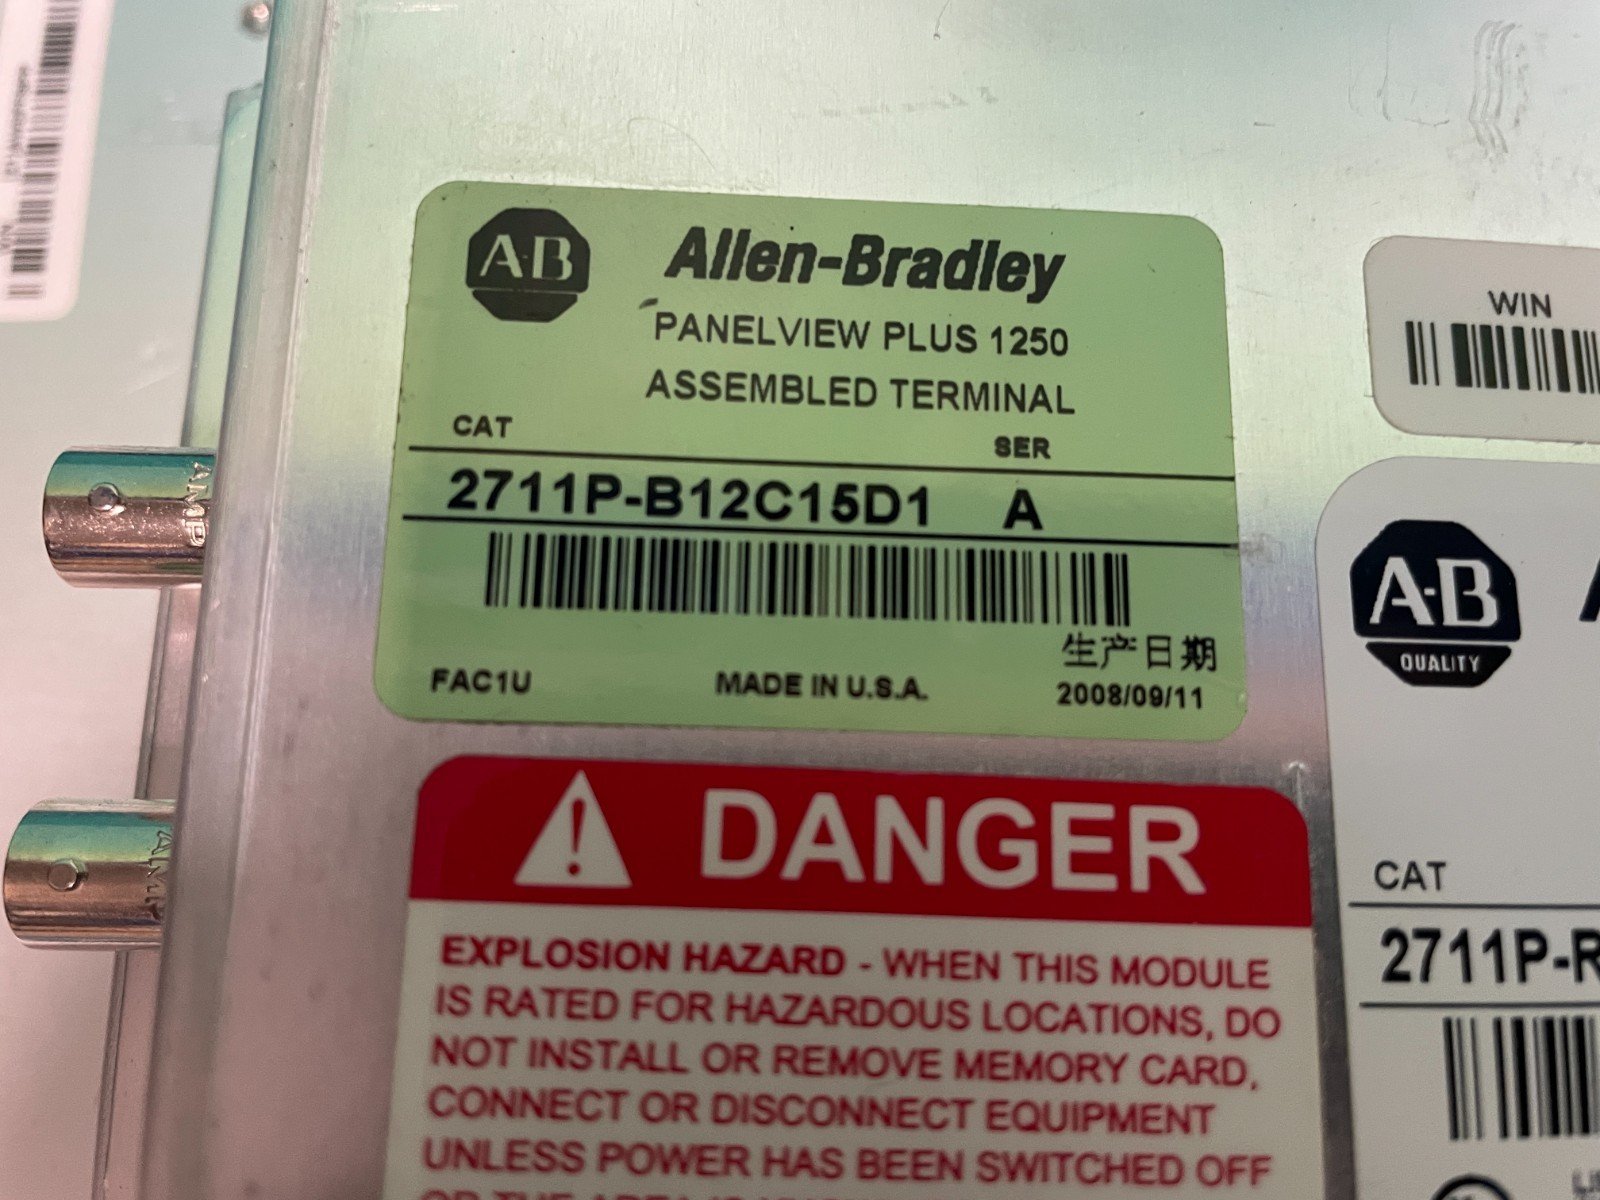 A-B
Allen-Bradley
PANELVIEW PLUS 1250
ASSEMBLED TERMINAL
CAT SER
2711P-B12C15D1 A
生产日期
FAC1U MADE IN U.S.A. 2008/09/11
DANGER
EXPLOSION HAZARD - WHEN THIS MODULE
IS RATED FOR HAZARDOUS LOCATIONS, DO
NOT INSTALL OR REMOVE MEMORY CARD,
CONNECT OR DISCONNECT EQUIPMENT
UNLESS POWER HAS BEEN SWITCHED OFF
WIN
A-B
QUALITY
CAT
2711P-R
AMP
AMP